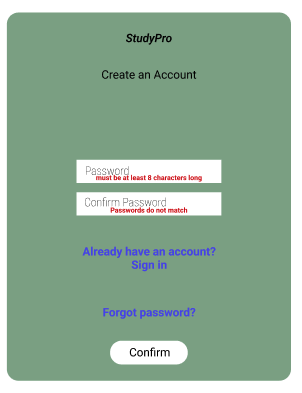 StudyPro
Create an Account
Password
must be at least 8 characters long
Confirm Password
Passwords do not match
Already have an account?
Sign in
Forgot password?
Confirm